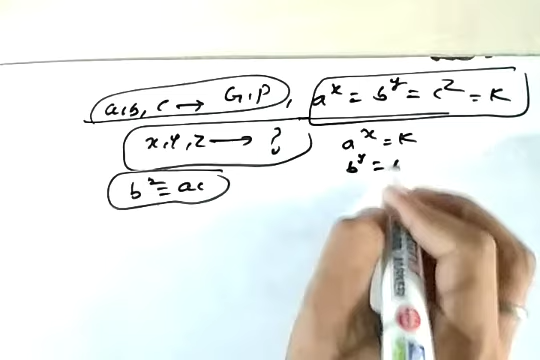 a,b,c → G.P, a^x = b^y = c^z = K
x,y,z → ?
a^x = K
b^y =
b² = ac